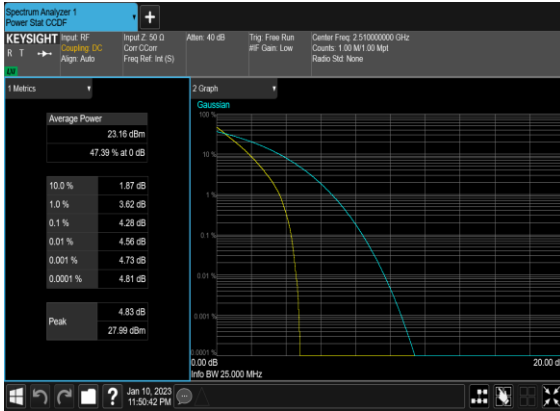 Spectrum Analyzer 1
Power Stat CCDF
KEYSIGHT
R T
LXI
Input: RF
Coupling: DC
Align: Auto
Input Z: 50 Ω
Corr CCorr
Freq Ref: Int (S)
Atten: 40 dB
Trig: Free Run
#IF Gain: Low
Center Freq: 2.510000000 GHz
Counts: 1.00 M/1.00 Mpt
Radio Std: None
1 Metrics
Average Power
23.16 dBm
47.39 % at 0 dB
10.0 % 1.87 dB
1.0 % 3.62 dB
0.1 % 4.28 dB
0.01 % 4.56 dB
0.001 % 4.73 dB
0.0001 % 4.81 dB
Peak
4.83 dB
27.99 dBm
2 Graph
Gaussian
100 %
10 %
1 %
0.1 %
0.01 %
0.001 %
0.0001 %
0.00 dB
20.00 d
Info BW 25.000 MHz
?
Jan 10, 2023
11:50:42 PM